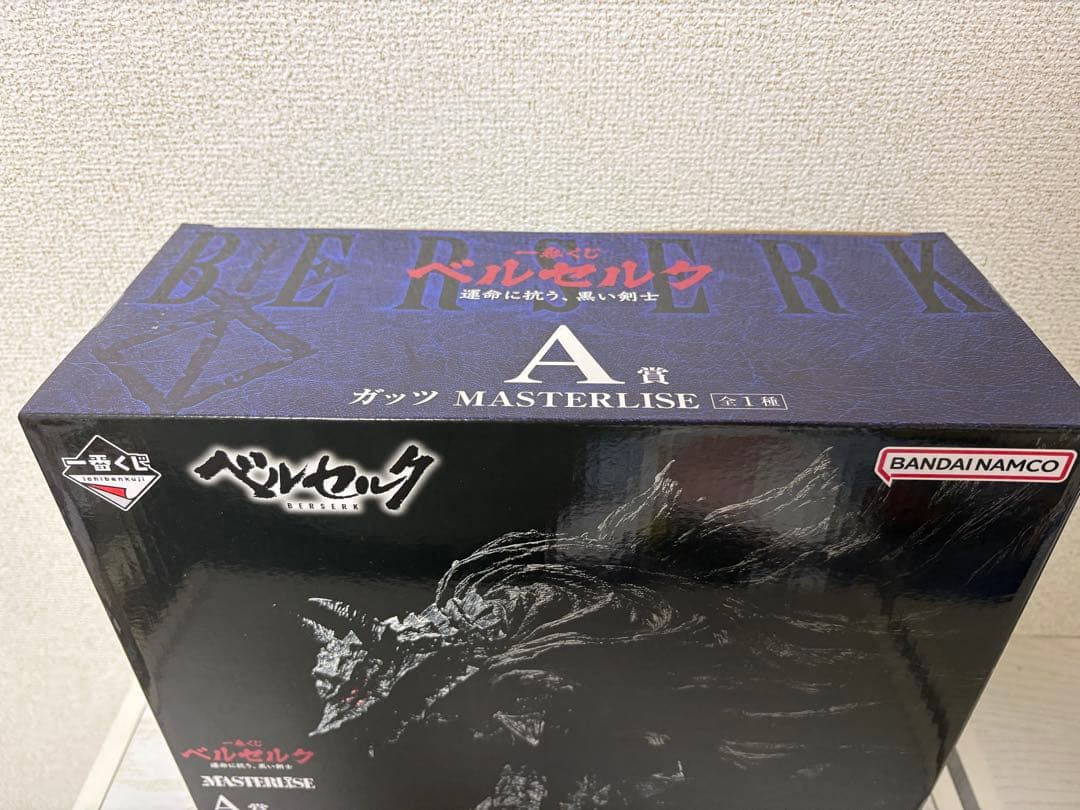 BERSERK
一番くじ
ベルセルク
運命に抗う、黒い剣士
A賞
ガッツ MASTERLISE 全1種
一番くじ
ichibankuji
ベルセルク
BERSERK
BANDAI NAMCO
一番くじ
ベルセルク
運命に抗う、黒い剣士
MASTERLISE
A賞